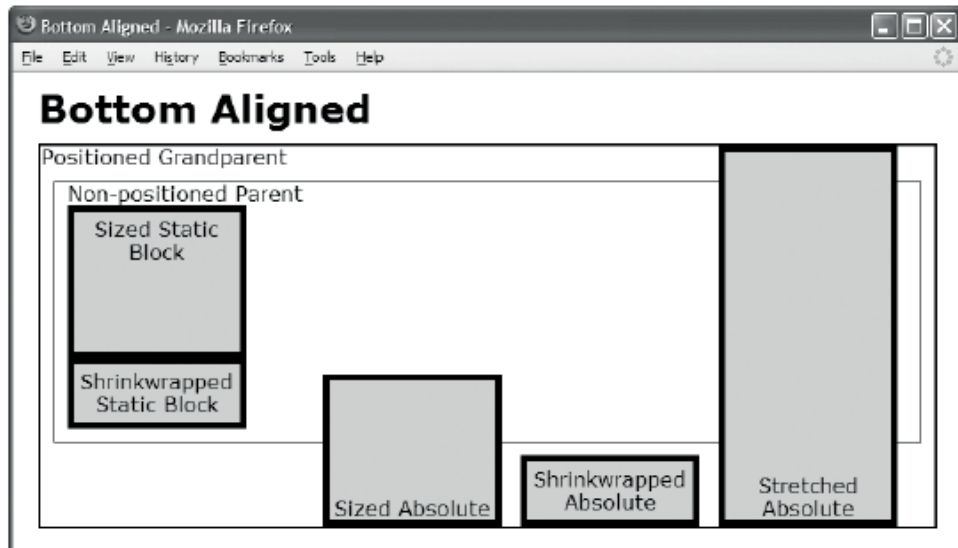 Bottom Aligned - Mozilla Firefox
File Edit View History Bookmarks Tools Help
Bottom Aligned
Positioned Grandparent
Non-positioned Parent
Sized Static
Block
Shrinkwrapped
Static Block
Sized Absolute
Shrinkwrapped
Absolute
Stretched
Absolute